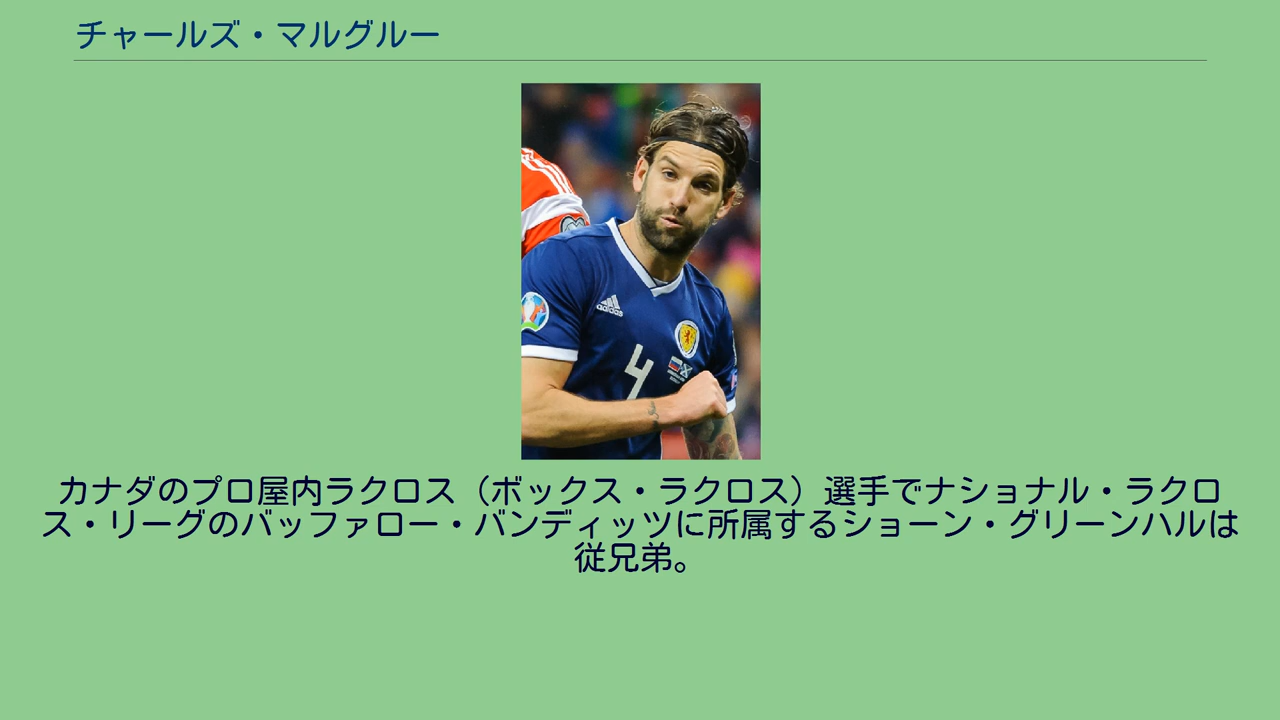 チャールズ・マルグルー
adidas
4
カナダのプロ屋内ラクロス（ボックス・ラクロス）選手でナショナル・ラクロ
ス・リーグのバッファロー・バンディッツに所属するショーン・グリーンハルは
従兄弟。